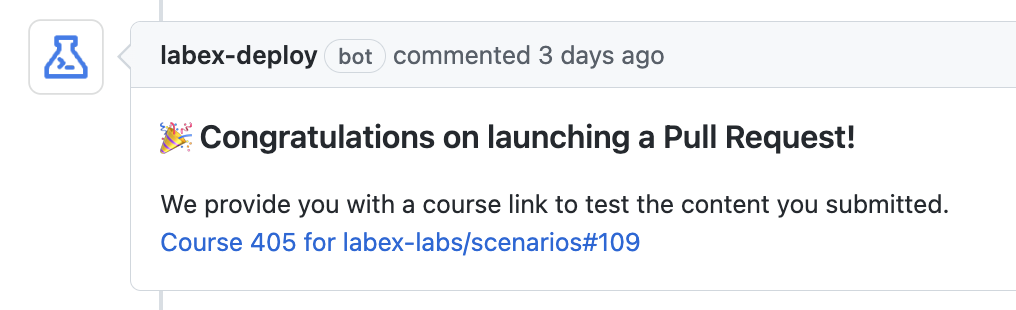 labex-deploy bot commented 3 days ago
🎉 Congratulations on launching a Pull Request!
We provide you with a course link to test the content you submitted.
Course 405 for labex-labs/scenarios#109